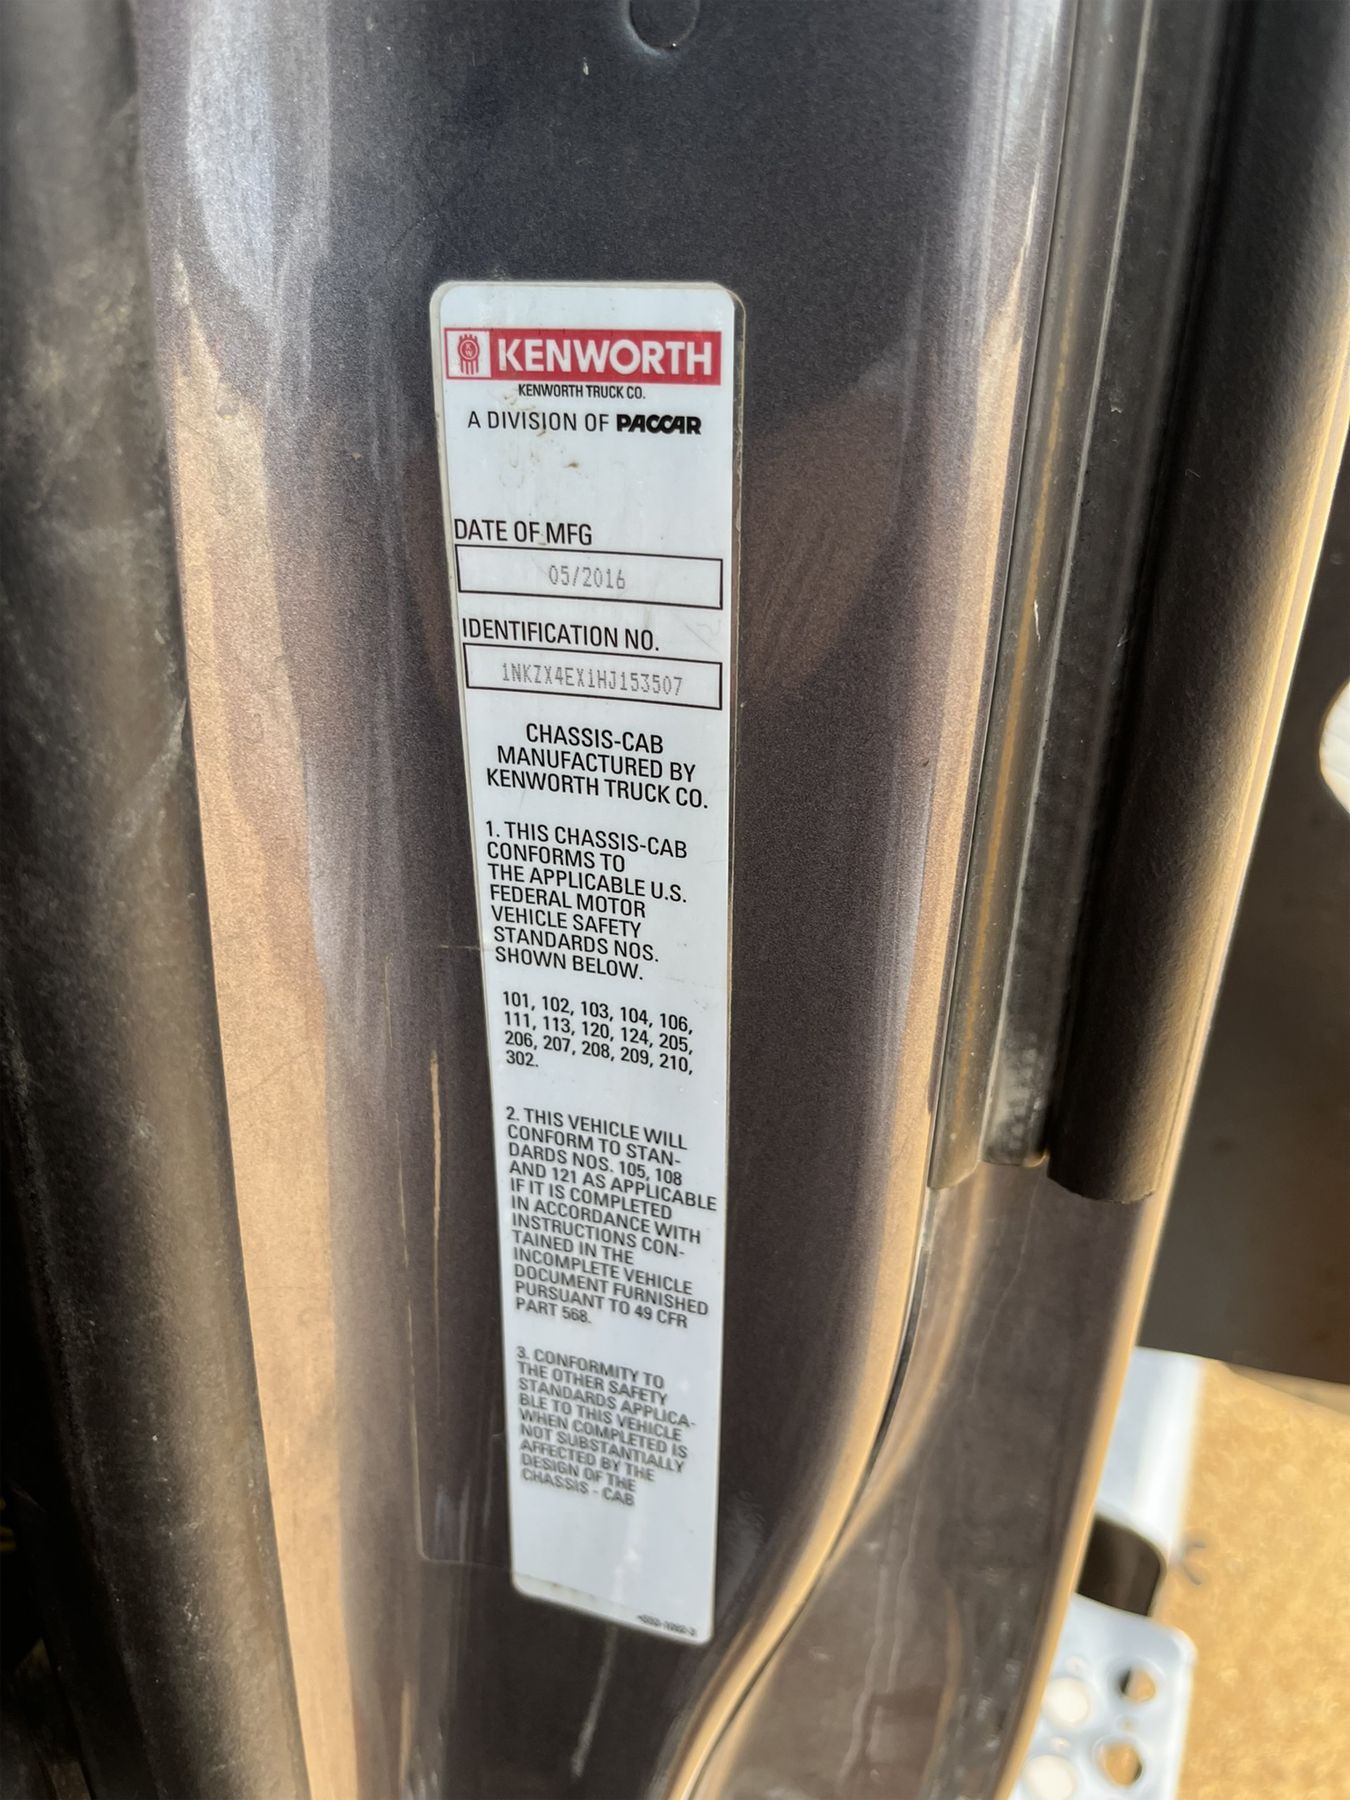 KENWORTH
KENWORTH TRUCK CO.
A DIVISION OF PACCAR
DATE OF MFG
05/2016
IDENTIFICATION NO.
1NKZX4EX1HJ153507
CHASSIS-CAB
MANUFACTURED BY
KENWORTH TRUCK CO.
1. THIS CHASSIS-CAB
CONFORMS TO
THE APPLICABLE U.S.
FEDERAL MOTOR
VEHICLE SAFETY
STANDARDS NOS.
SHOWN BELOW.
101, 102, 103, 104, 106,
111, 113, 120, 124, 205,
206, 207, 208, 209, 210,
302.
2. THIS VEHICLE WILL
CONFORM TO STAN-
DARDS NOS. 105, 108
AND 121 AS APPLICABLE
IF IT IS COMPLETED
IN ACCORDANCE WITH
INSTRUCTIONS CON-
TAINED IN THE
INCOMPLETE VEHICLE
DOCUMENT FURNISHED
PURSUANT TO 49 CFR
PART 568.
3. CONFORMITY TO
THE OTHER SAFETY
STANDARDS APPLICA-
BLE TO THIS VEHICLE
WHEN COMPLETED IS
NOT SUBSTANTIALLY
AFFECTED BY THE
DESIGN OF THE
CHASSIS - CAB